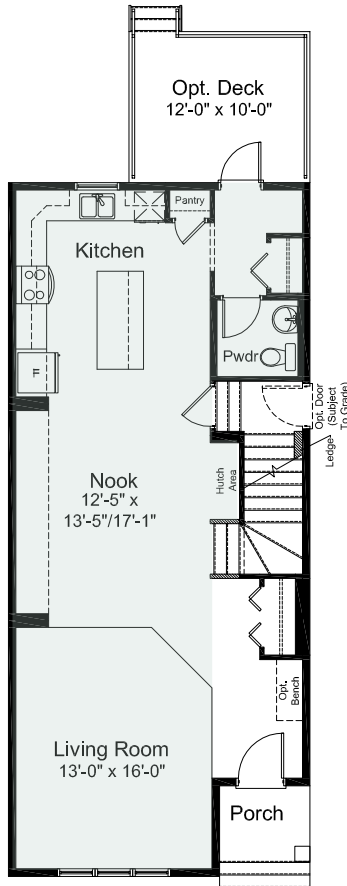 Opt. Deck
12'-0" x 10'-0"
Pantry
Kitchen
Pwdr
F
Opt. Door
(Subject
To Grade)
Ledge
Hutch
Area
Nook
12'-5" x
13'-5"/17'-1"
Opt.
Bench
Living Room
13'-0" x 16'-0"
Porch